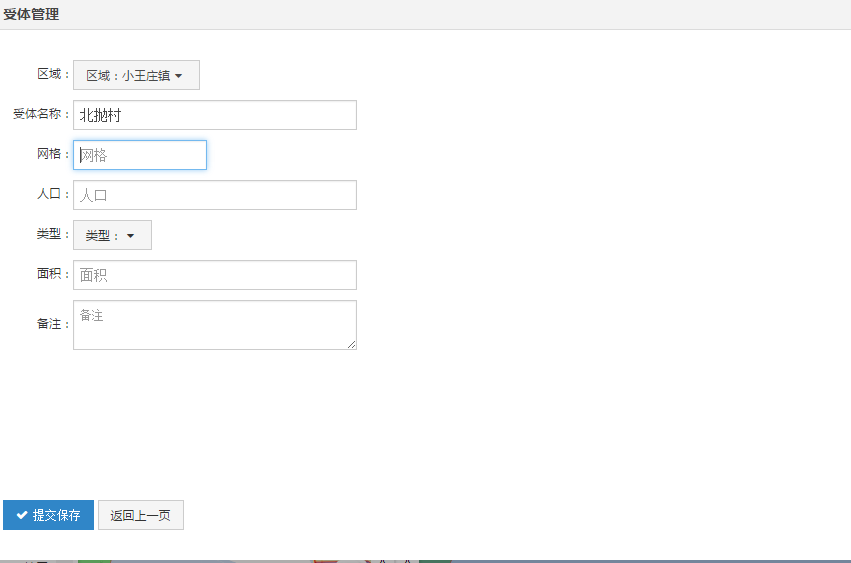 受体管理
区域： 区域：小王庄镇
受体名称： 北抛村
网格： 网格
人口： 人口
类型： 类型：
面积： 面积
备注： 备注
提交保存 返回上一页